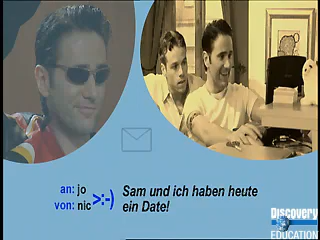 an: jo
von: nic >:-)
Sam und ich haben heute
ein Date!
Discovery
EDUCATION